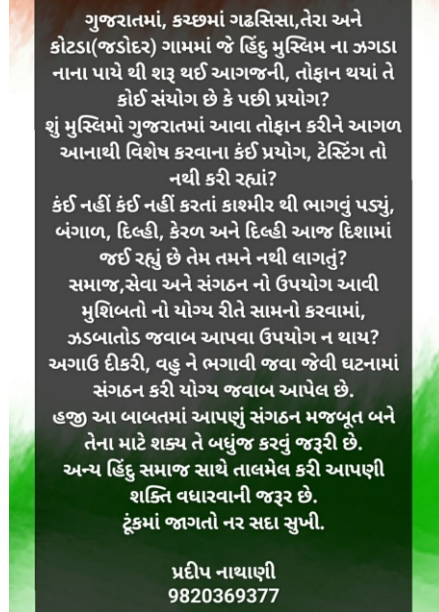 ગુજરાતમાં, કચ્છમાં ગઢસિસા,તેરા અને
કોટડા(જડોદર) ગામમાં જે હિંદુ મુસ્લિમ ના ઝગડા
નાના પાયે થી શરૂ થઈ આગજની, તોફાન થયાં તે
કોઈ સંયોગ છે કે પછી પ્રયોગ?
શું મુસ્લિમો ગુજરાતમાં આવા તોફાન કરીને આગળ
આનાથી વિશેષ કરવાના કંઈ પ્રયોગ, ટેસ્ટિંગ તો
નથી કરી રહ્યાં?
કંઈ નહીં કંઈ નહીં કરતાં કાશ્મીર થી ભાગવું પડ્યું,
બંગાળ, દિલ્હી, કેરળ અને દિલ્હી આજ દિશામાં
જઈ રહ્યું છે તેમ તમને નથી લાગતું?
સમાજ,સેવા અને સંગઠન નો ઉપયોગ આવી
મુશિબતો નો યોગ્ય રીતે સામનો કરવામાં,
ઝડબાતોડ જવાબ આપવા ઉપયોગ ન થાય?
અગાઉ દીકરી, વહુ ને ભગાવી જવા જેવી ઘટનામાં
સંગઠન કરી યોગ્ય જવાબ આપેલ છે.
હજી આ બાબતમાં આપણું સંગઠન મજબૂત બને
તેના માટે શક્ય તે બધુંજ કરવું જરૂરી છે.
અન્ય હિંદુ સમાજ સાથે તાલમેલ કરી આપણી
શક્તિ વધારવાની જરૂર છે.
ટૂંકમાં જાગતો નર સદા સુખી.
પ્રદીપ નાથાણી
9820369377